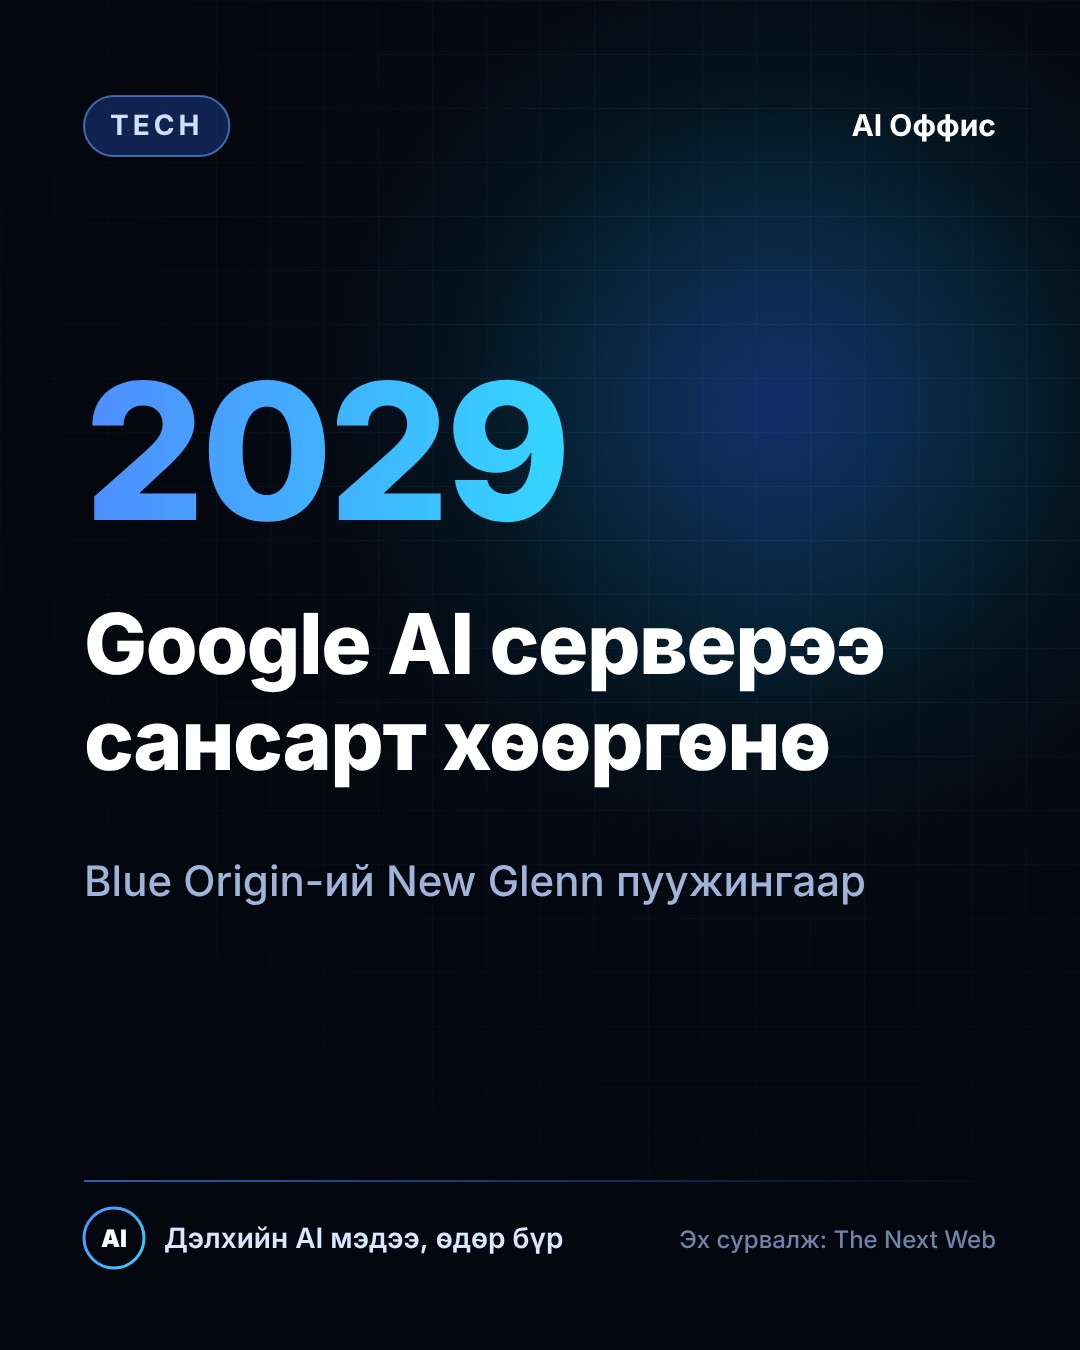 TECH
AI Оффис
2029
Google AI серверээ
сансарт хөөргөнө
Blue Origin-ий New Glenn пуужингаар
AI
Дэлхийн AI мэдээ, өдөр бүр
Эх сурвалж: The Next Web